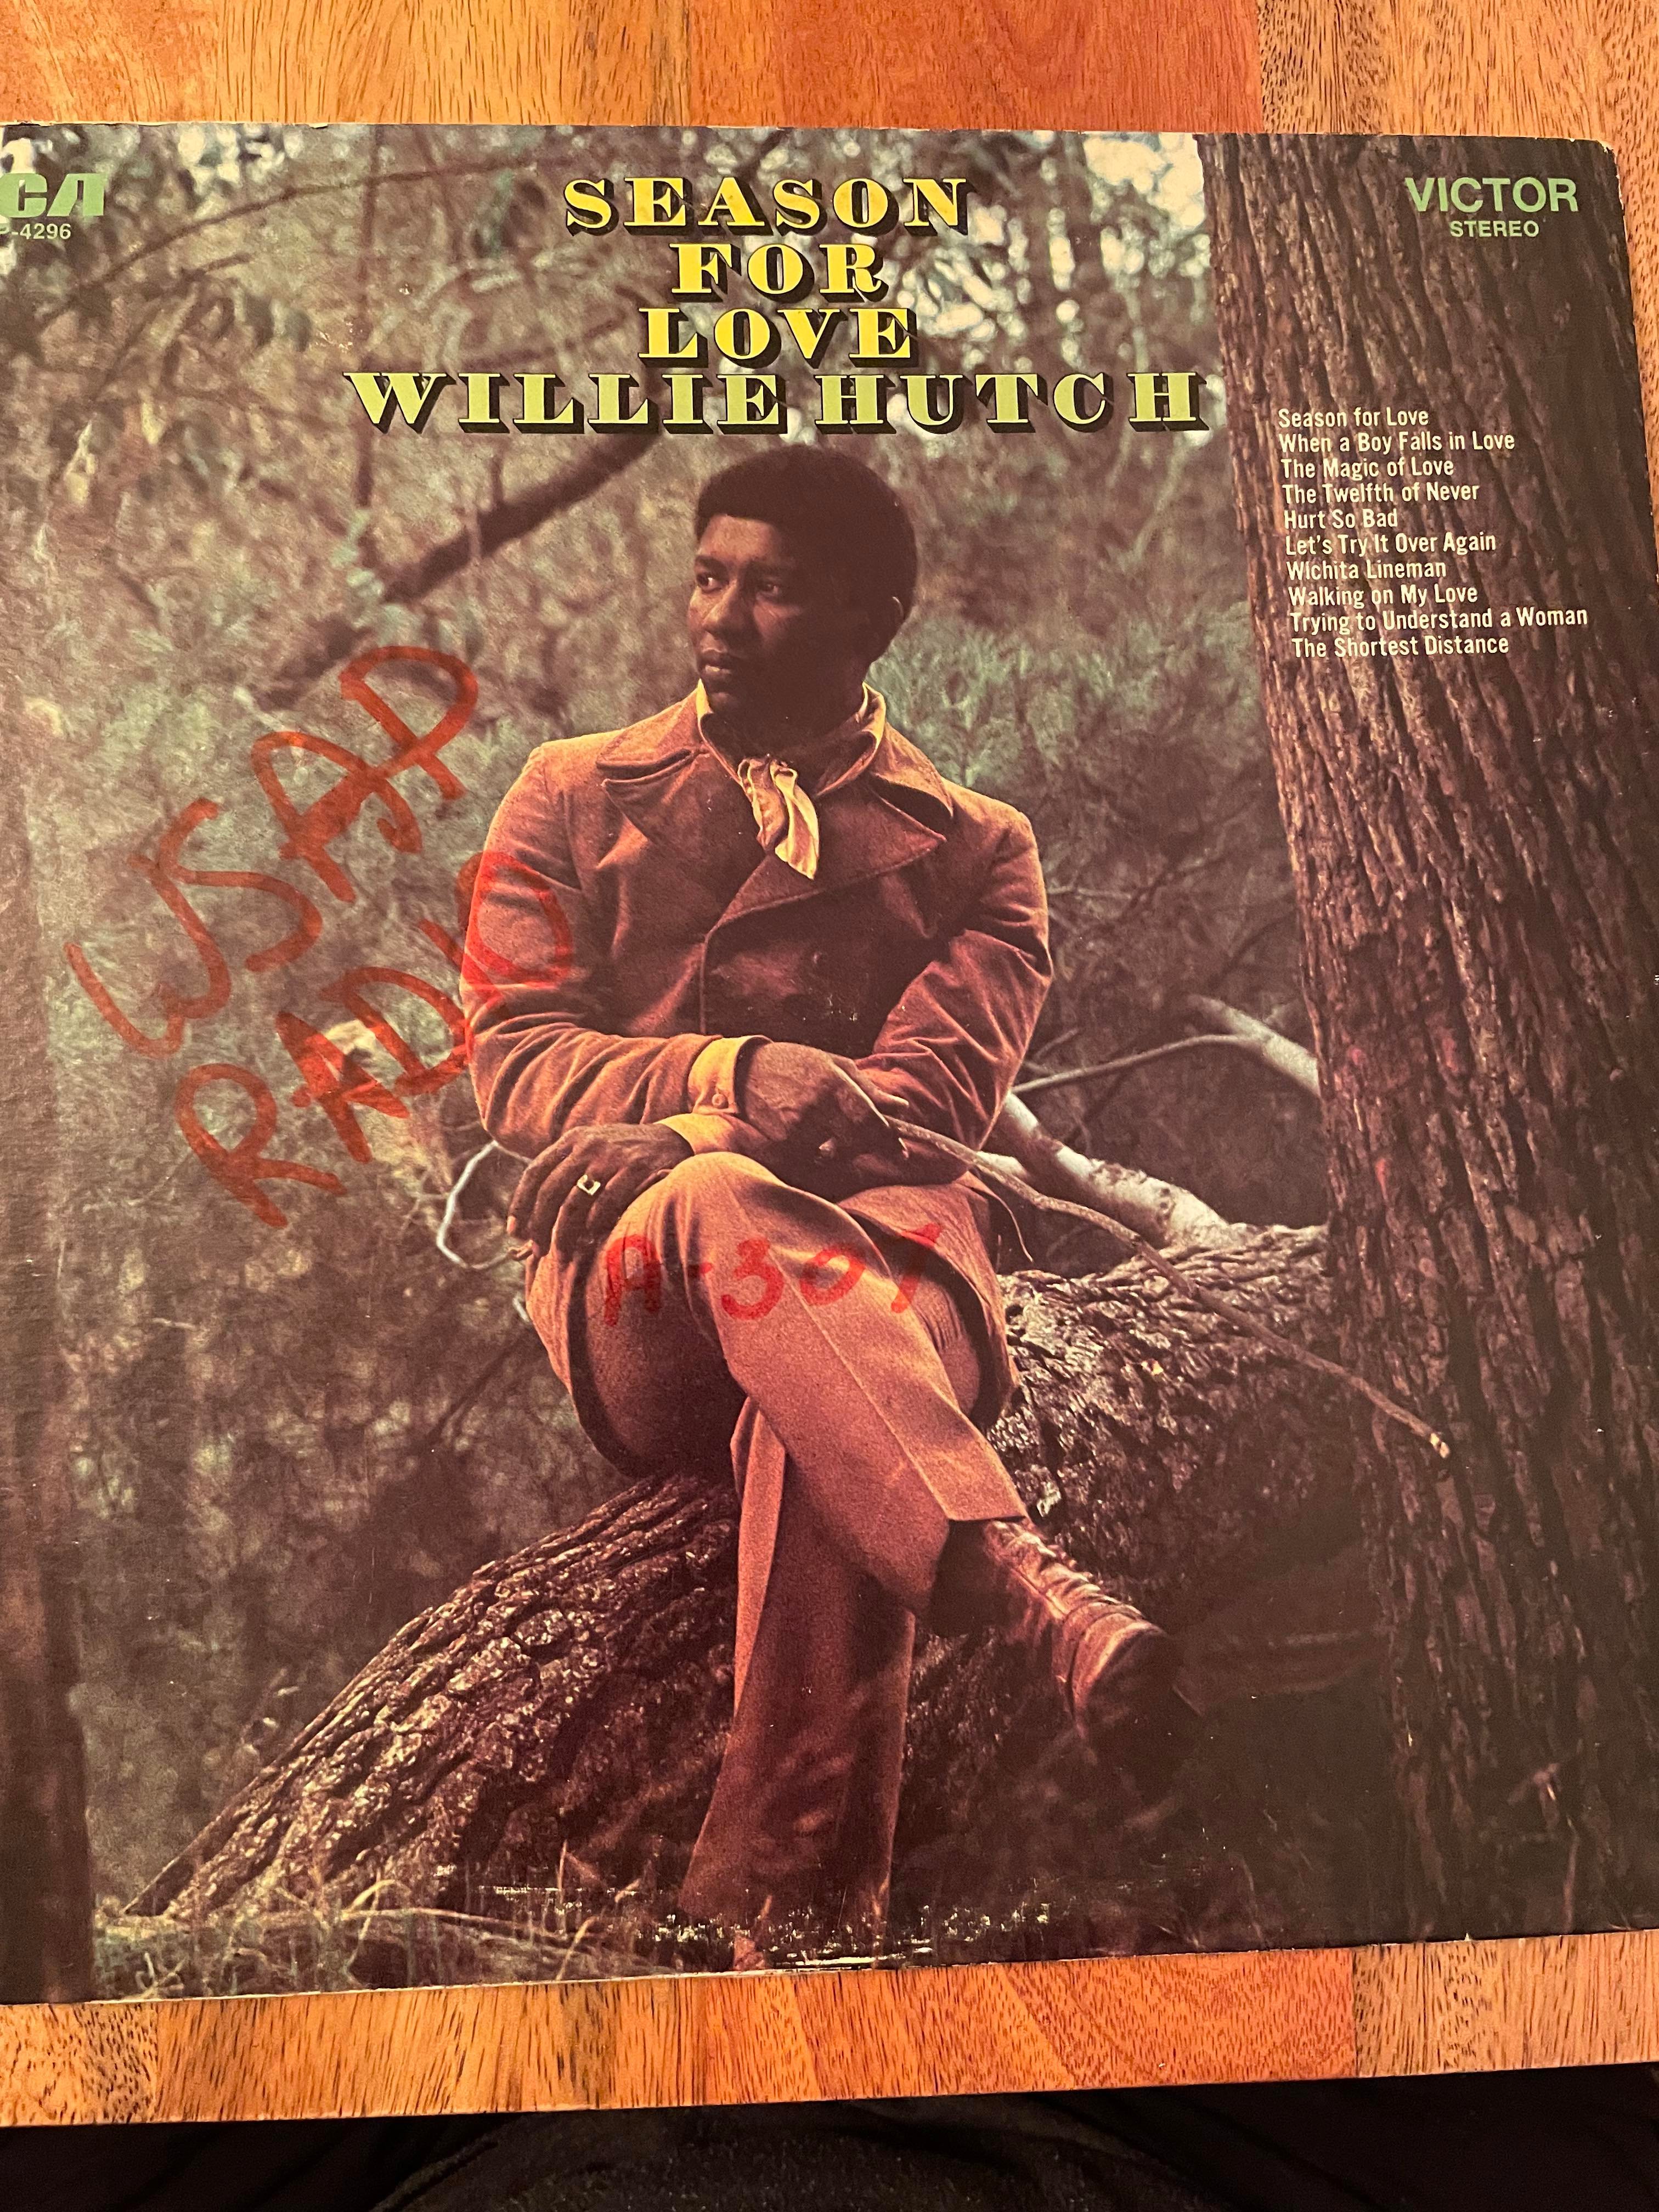 CA
VICTOR
P-4296
STEREO
SEASON
FOR
LOVE
WILLIE HUTCH
Season for Love
When a Boy Falls in Love
The Magic of Love
The Twelfth of Never
Hurt So Bad
Let's Try It Over Again
Wichita Lineman
Walking on My Love
Trying to Understand a Woman
The Shortest Distance
WSAP
RADIO
A-307